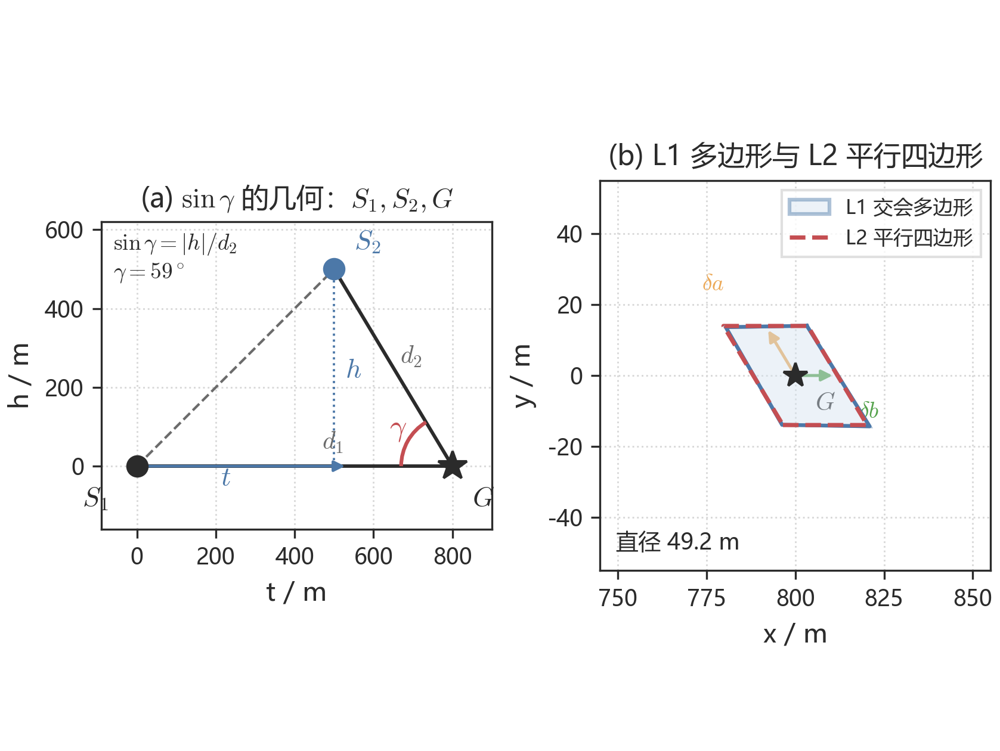 (a) sin γ 的几何：S₁, S₂, G
sin γ = |h|/d₂
γ = 59°
S₂
h
d₂
γ
d₁
t
S₁
G
600
400
200
0
h / m
0 200 400 600 800
t / m
(b) L1 多边形与 L2 平行四边形
L1 交会多边形
L2 平行四边形
δa
G
δb
直径 49.2 m
40
20
0
-20
-40
y / m
750 775 800 825 850
x / m